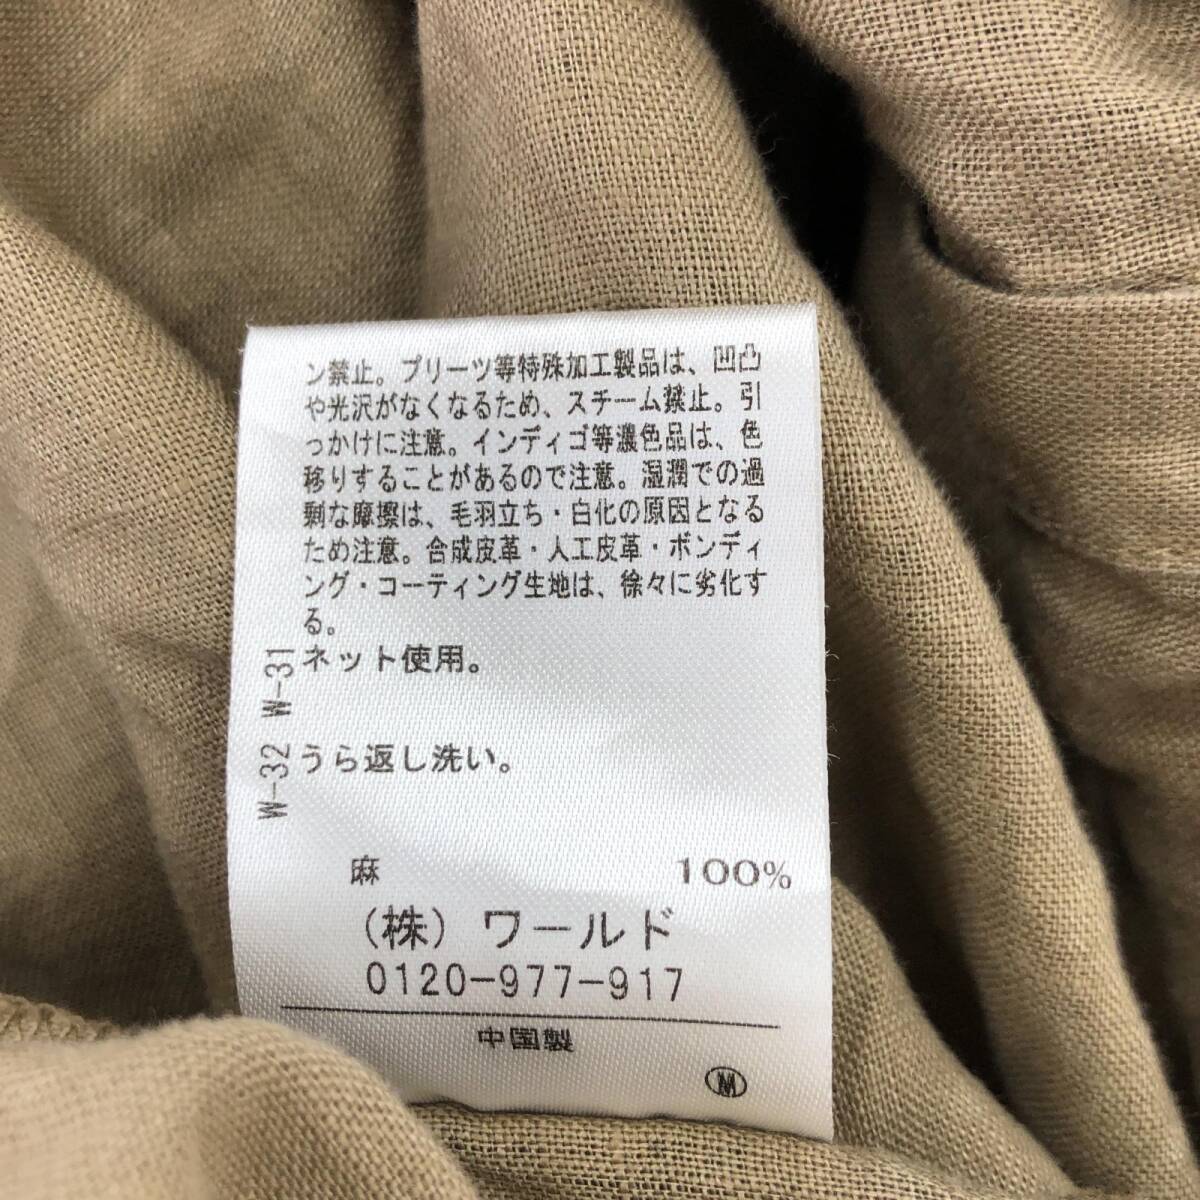 ン禁止。プリーツ等特殊加工製品は、凹凸
や光沢がなくなるため、スチーム禁止。引
っかけに注意。インディゴ等濃色品は、色
移りすることがあるので注意。湿潤での過
剰な摩擦は、毛羽立ち・白化の原因となる
ため注意。合成皮革・人工皮革・ボンディ
ング・コーティング生地は、徐々に劣化す
る。
W-31
ネット使用。
W-32
うら返し洗い。
麻 100%
(株) ワールド
0120-977-917
中国製
M